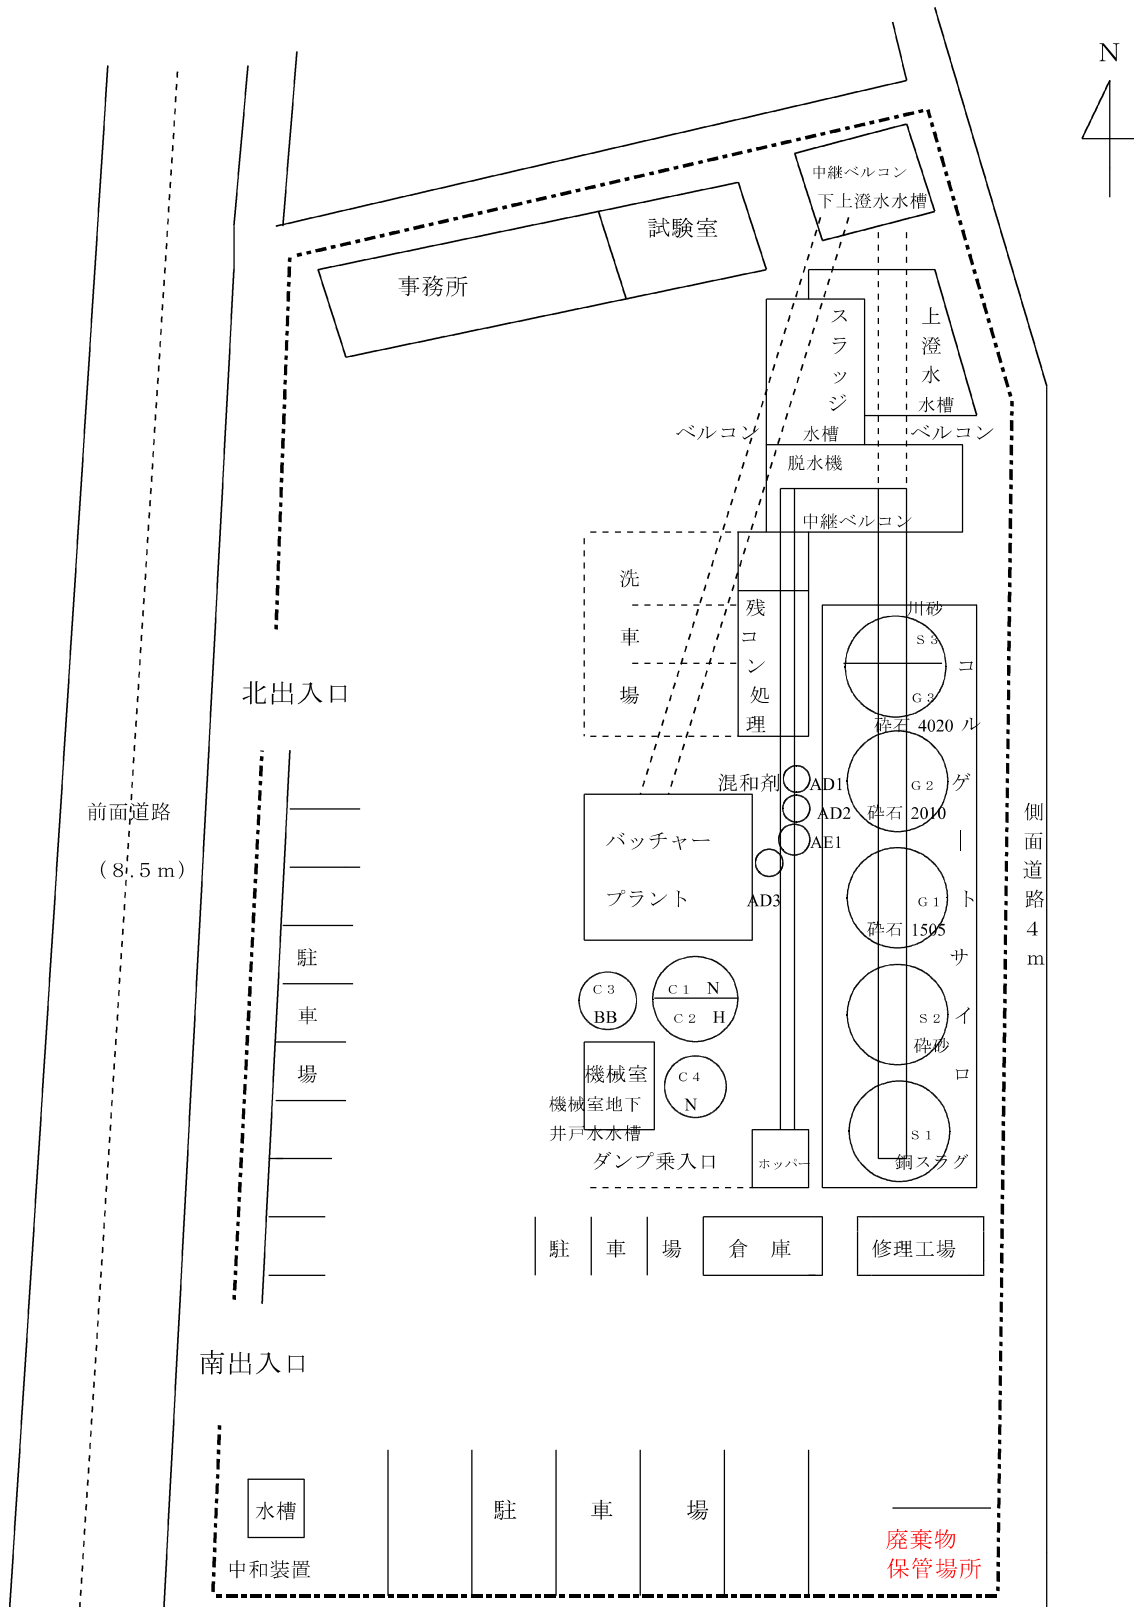 N
中継ベルコン
下上澄水水槽
試験室
事務所
スラッジ
水槽
上澄水
水槽
ベルコン
ベルコン
脱水機
中継ベルコン
洗車場
残コン処理
川砂
S3
G3
砕石 4020
G2
砕石 2010
G1
砕石 1505
S2
砕砂
S1
銅スラグ
コルゲートサイロ
北出入口
前面道路
(8.5m)
側面道路4m
混和剤
AD1
AD2
AE1
AD3
バッチャー
プラント
駐車場
C3
BB
C1 N
C2 H
C4
N
機械室
機械室地下
井戸水水槽
ダンプ乗入口
ホッパー
駐車場
倉庫
修理工場
南出入口
水槽
中和装置
駐車場
廃棄物
保管場所